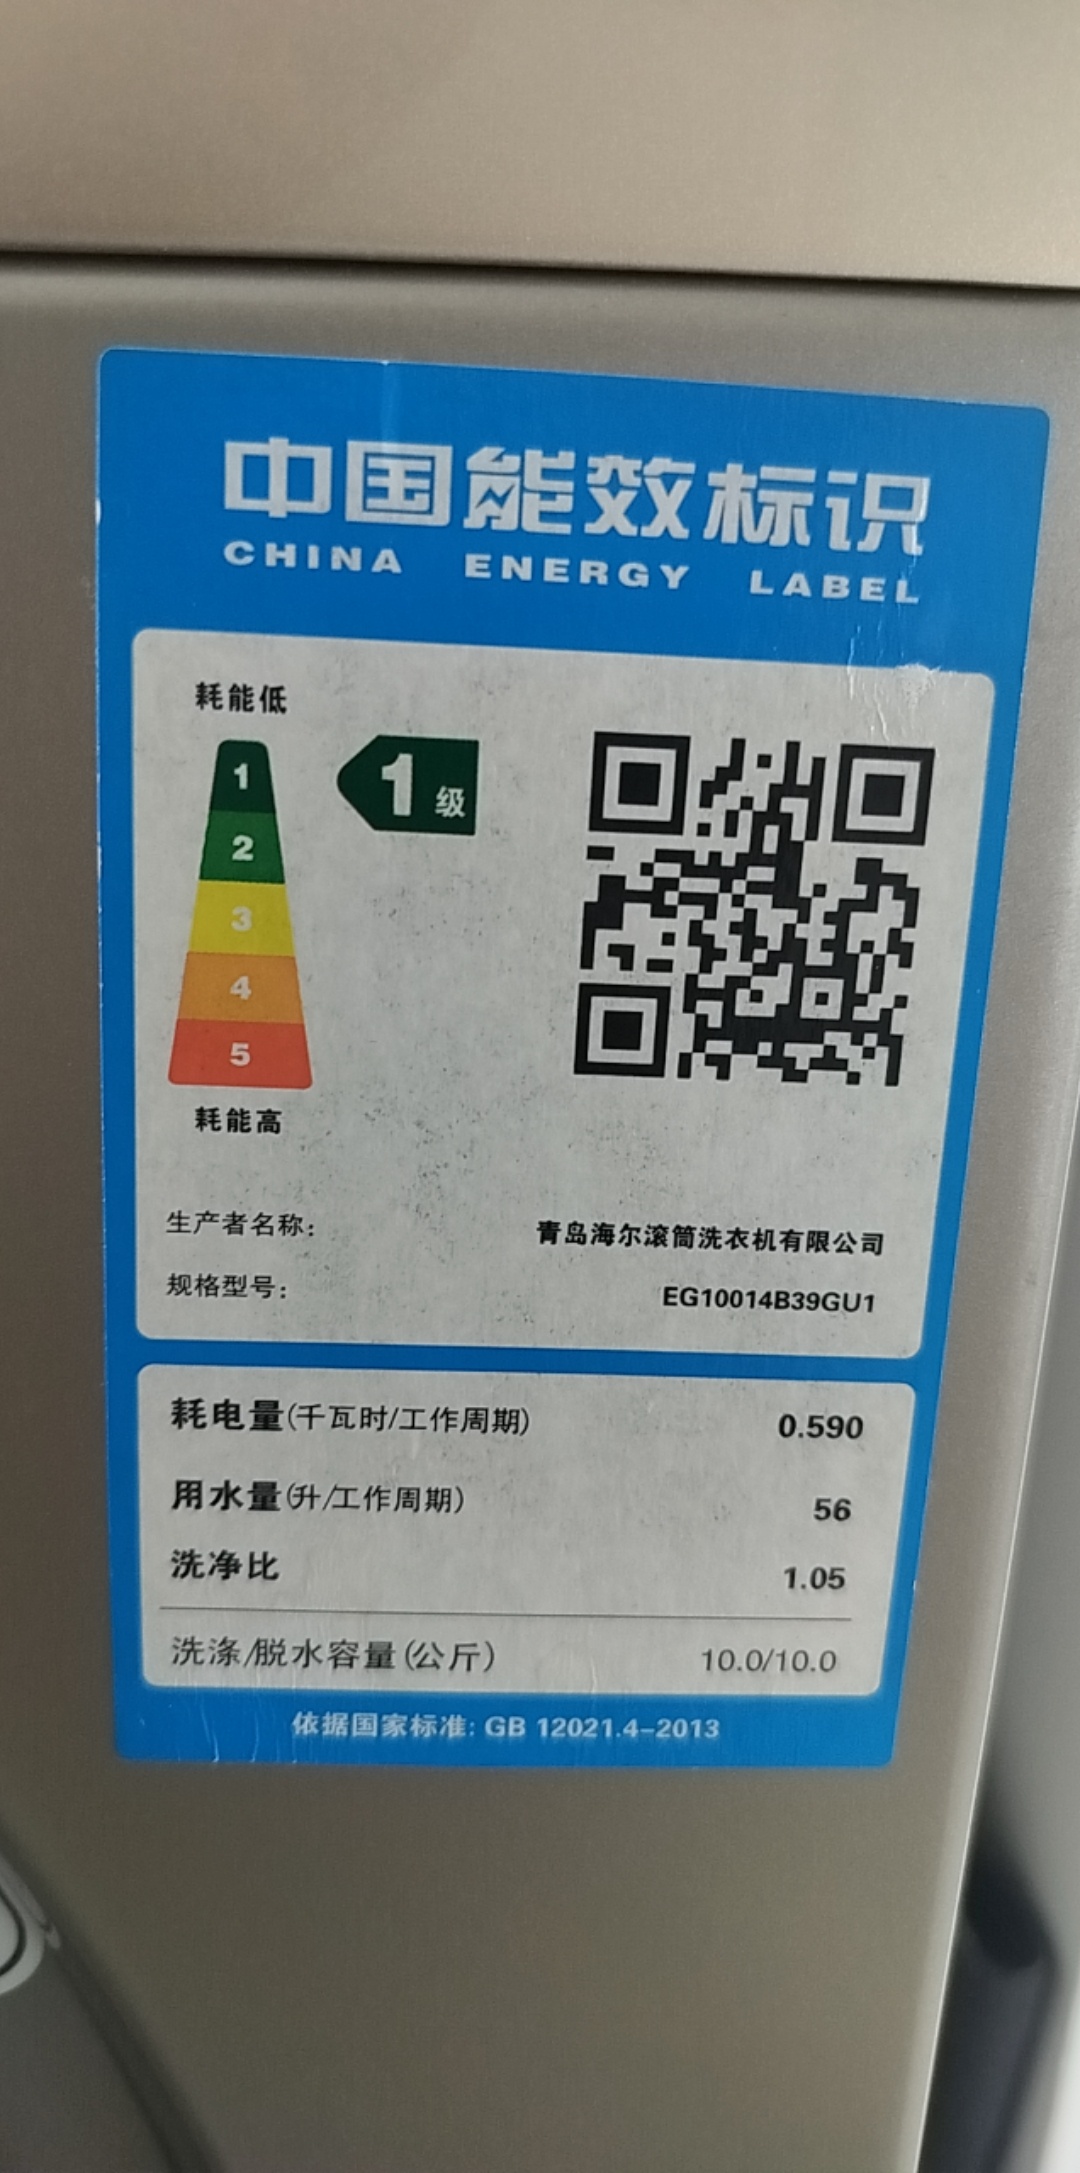 中国能效标识
CHINA ENERGY LABEL
耗能低
1
1级
2
3
4
5
耗能高
生产者名称: 青岛海尔滚筒洗衣机有限公司
规格型号: EG10014B39GU1
耗电量(千瓦时/工作周期) 0.590
用水量(升/工作周期) 56
洗净比 1.05
洗涤/脱水容量(公斤) 10.0/10.0
依据国家标准: GB 12021.4-2013